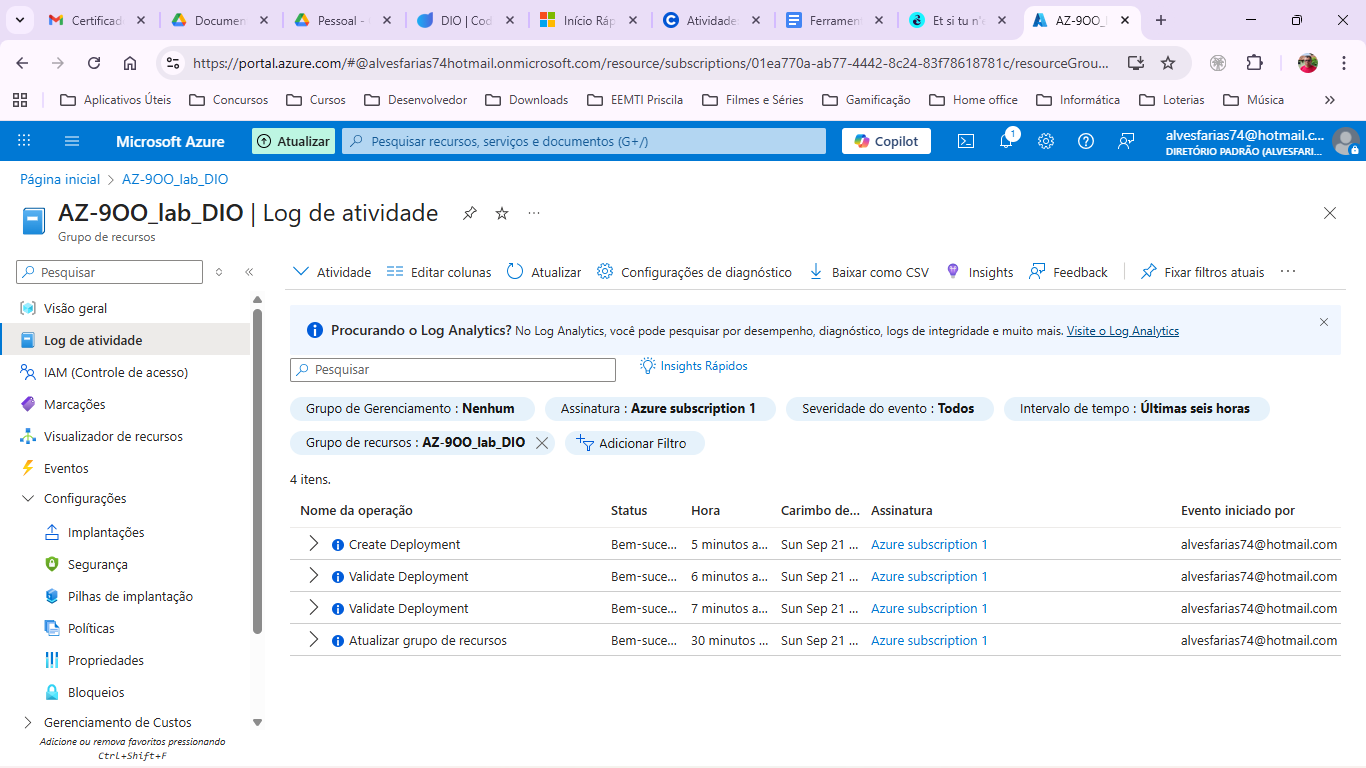 Certificad
Documen
Pessoal -
DIO | Cod
Início Ráp
Atividade
Ferrament
Et si tu n'e
AZ-9OO_l
https://portal.azure.com/#@alvesfarias74hotmail.onmicrosoft.com/resource/subscriptions/01ea770a-ab77-4442-8c24-83f78618781c/resourceGrou...
Aplicativos Úteis
Concursos
Cursos
Desenvolvedor
Downloads
EEMTI Priscila
Filmes e Séries
Gamificação
Home office
Informática
Loterias
Música
Microsoft Azure
Atualizar
Pesquisar recursos, serviços e documentos (G+/)
Copilot
1
alvesfarias74@hotmail.c...
DIRETÓRIO PADRÃO (ALVESFARI...
Página inicial > AZ-9OO_lab_DIO
AZ-9OO_lab_DIO | Log de atividade
Grupo de recursos
Pesquisar
Visão geral
Log de atividade
IAM (Controle de acesso)
Marcações
Visualizador de recursos
Eventos
Configurações
Implantações
Segurança
Pilhas de implantação
Políticas
Propriedades
Bloqueios
Gerenciamento de Custos
Adicione ou remova favoritos pressionando
Ctrl+Shift+F
Atividade
Editar colunas
Atualizar
Configurações de diagnóstico
Baixar como CSV
Insights
Feedback
Fixar filtros atuais
Procurando o Log Analytics? No Log Analytics, você pode pesquisar por desempenho, diagnóstico, logs de integridade e muito mais. Visite o Log Analytics
Pesquisar
Insights Rápidos
Grupo de Gerenciamento : Nenhum
Assinatura : Azure subscription 1
Severidade do evento : Todos
Intervalo de tempo : Últimas seis horas
Grupo de recursos : AZ-9OO_lab_DIO
Adicionar Filtro
4 itens.
Nome da operação Status Hora Carimbo de... Assinatura Evento iniciado por
Create Deployment Bem-suce... 5 minutos a... Sun Sep 21 ... Azure subscription 1 alvesfarias74@hotmail.com
Validate Deployment Bem-suce... 6 minutos a... Sun Sep 21 ... Azure subscription 1 alvesfarias74@hotmail.com
Validate Deployment Bem-suce... 7 minutos a... Sun Sep 21 ... Azure subscription 1 alvesfarias74@hotmail.com
Atualizar grupo de recursos Bem-suce... 30 minutos ... Sun Sep 21 ... Azure subscription 1 alvesfarias74@hotmail.com